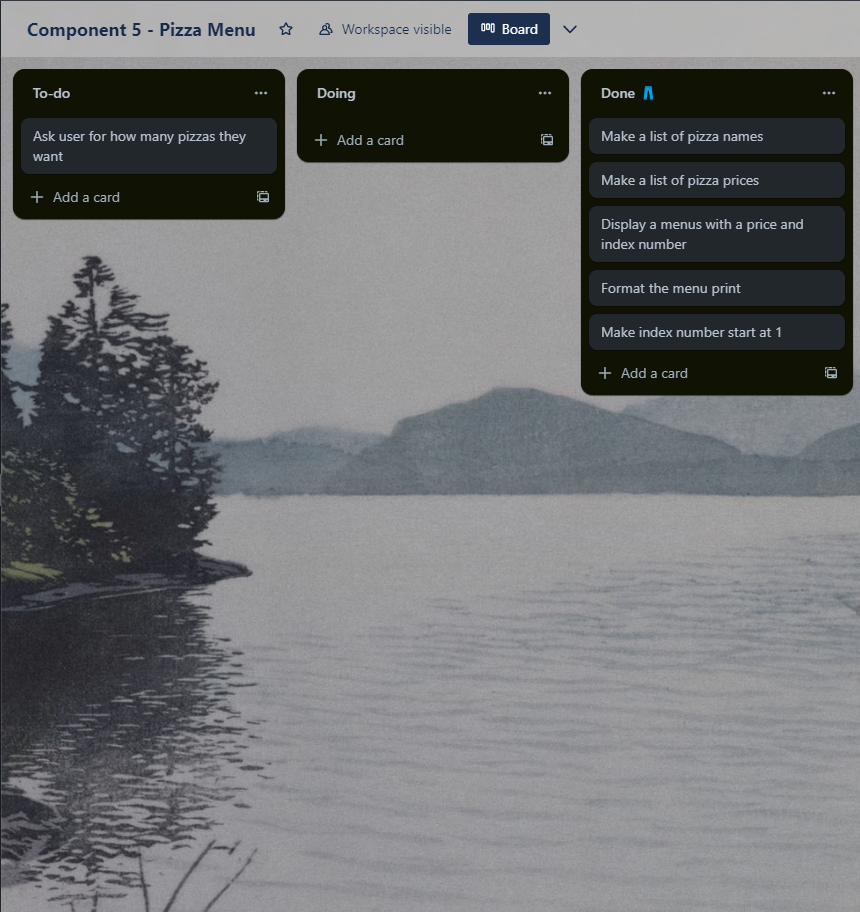 Component 5 - Pizza Menu
Workspace visible
Board
To-do
Ask user for how many pizzas they
want
Add a card
Doing
Add a card
Done 👖
Make a list of pizza names
Make a list of pizza prices
Display a menus with a price and
index number
Format the menu print
Make index number start at 1
Add a card